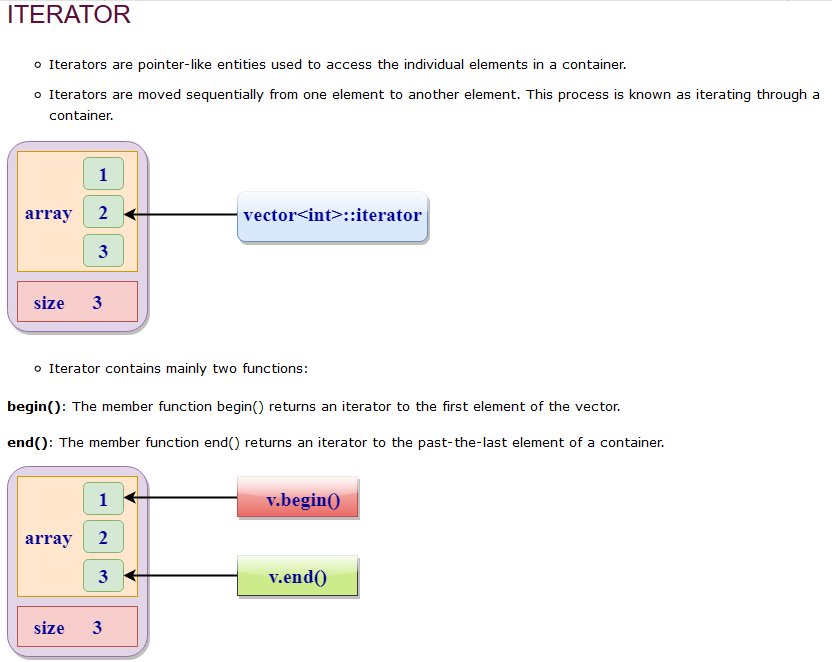 ITERATOR
Iterators are pointer-like entities used to access the individual elements in a container.
Iterators are moved sequentially from one element to another element. This process is known as iterating through a
container.
1
array 2 vector<int>::iterator
3
size 3
Iterator contains mainly two functions:
begin(): The member function begin() returns an iterator to the first element of the vector.
end(): The member function end() returns an iterator to the past-the-last element of a container.
1 v.begin()
array 2
3 v.end()
size 3